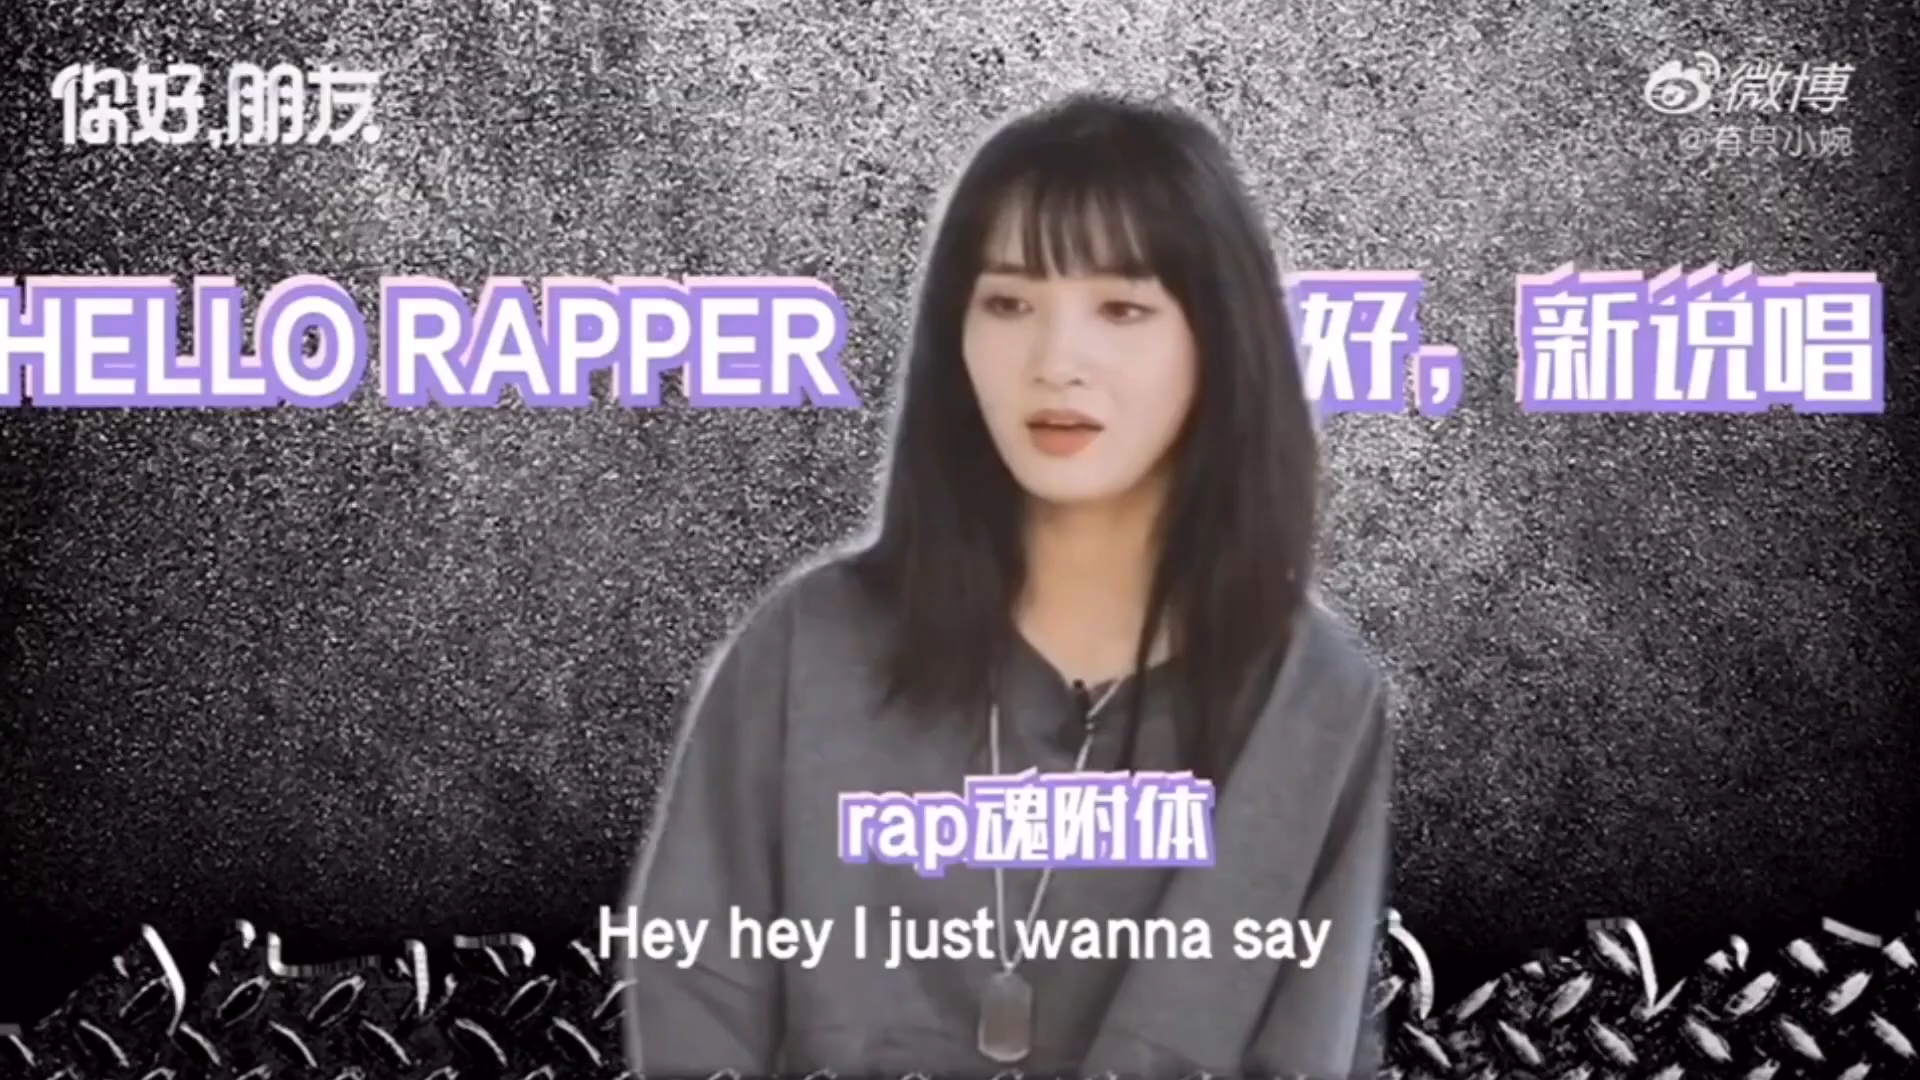 你好,朋友
微博
@有只小婉
HELLO RAPPER
好，新说唱
rap魂附体
Hey hey I just wanna say